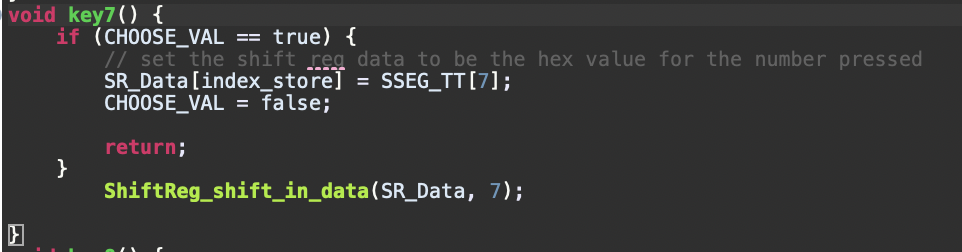 void key7() {
    if (CHOOSE_VAL == true) {
        // set the shift reg data to be the hex value for the number pressed
        SR_Data[index_store] = SSEG_TT[7];
        CHOOSE_VAL = false;

        return;
    }
        ShiftReg_shift_in_data(SR_Data, 7);

}